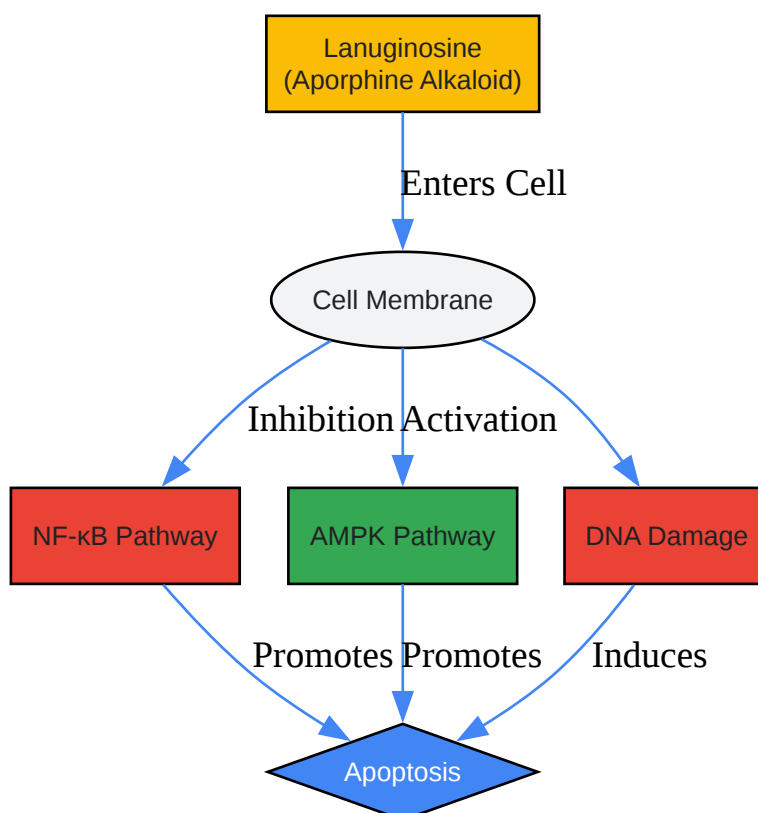 Lanuginosine
(Aporphine Alkaloid)
Enters Cell
Cell Membrane
Inhibition Activation
NF-κB Pathway
AMPK Pathway
DNA Damage
Promotes
Promotes
Induces
Apoptosis